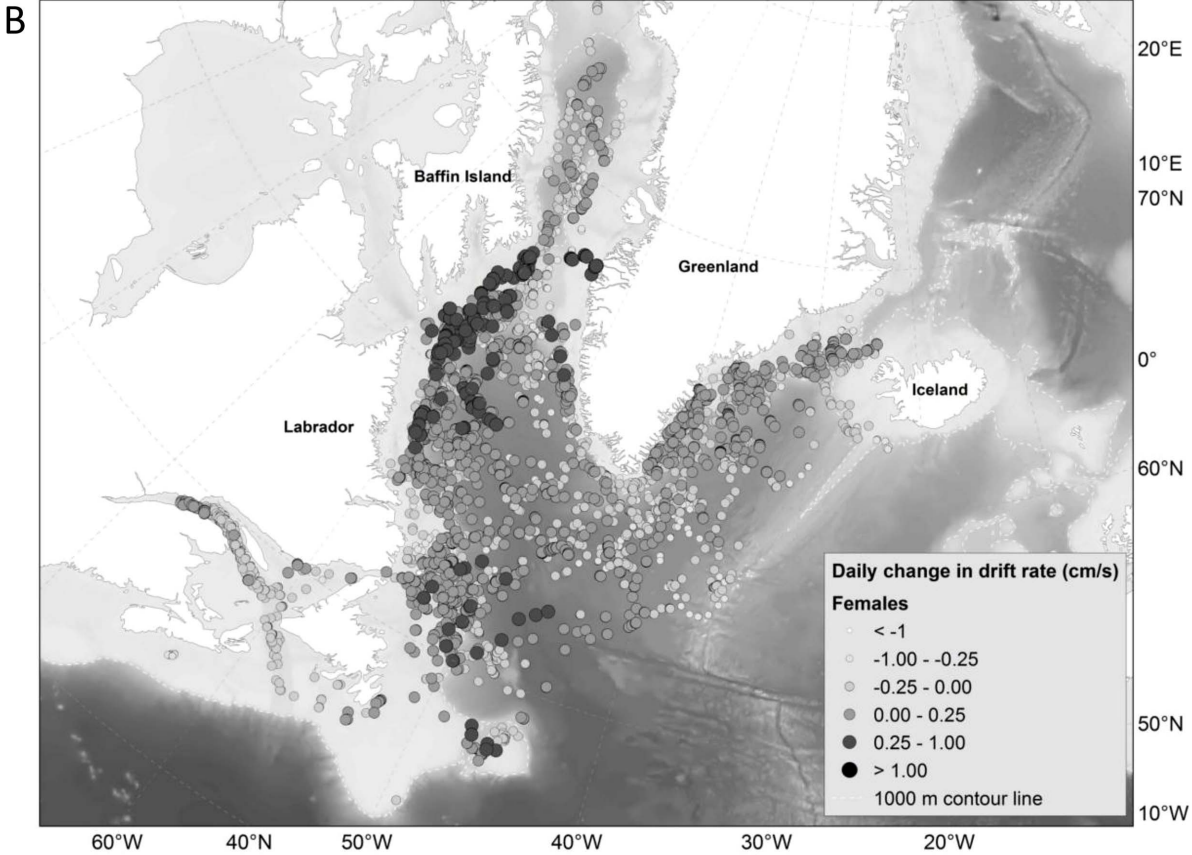 B
20°E
Baffin Island
10°E
70°N
Greenland
0°
Iceland
Labrador
60°N
Daily change in drift rate (cm/s)
Females
< -1
-1.00 - -0.25
-0.25 - 0.00
0.00 - 0.25
0.25 - 1.00
> 1.00
1000 m contour line
50°N
10°W
60°W
40°N
50°W
40°W
30°W
20°W